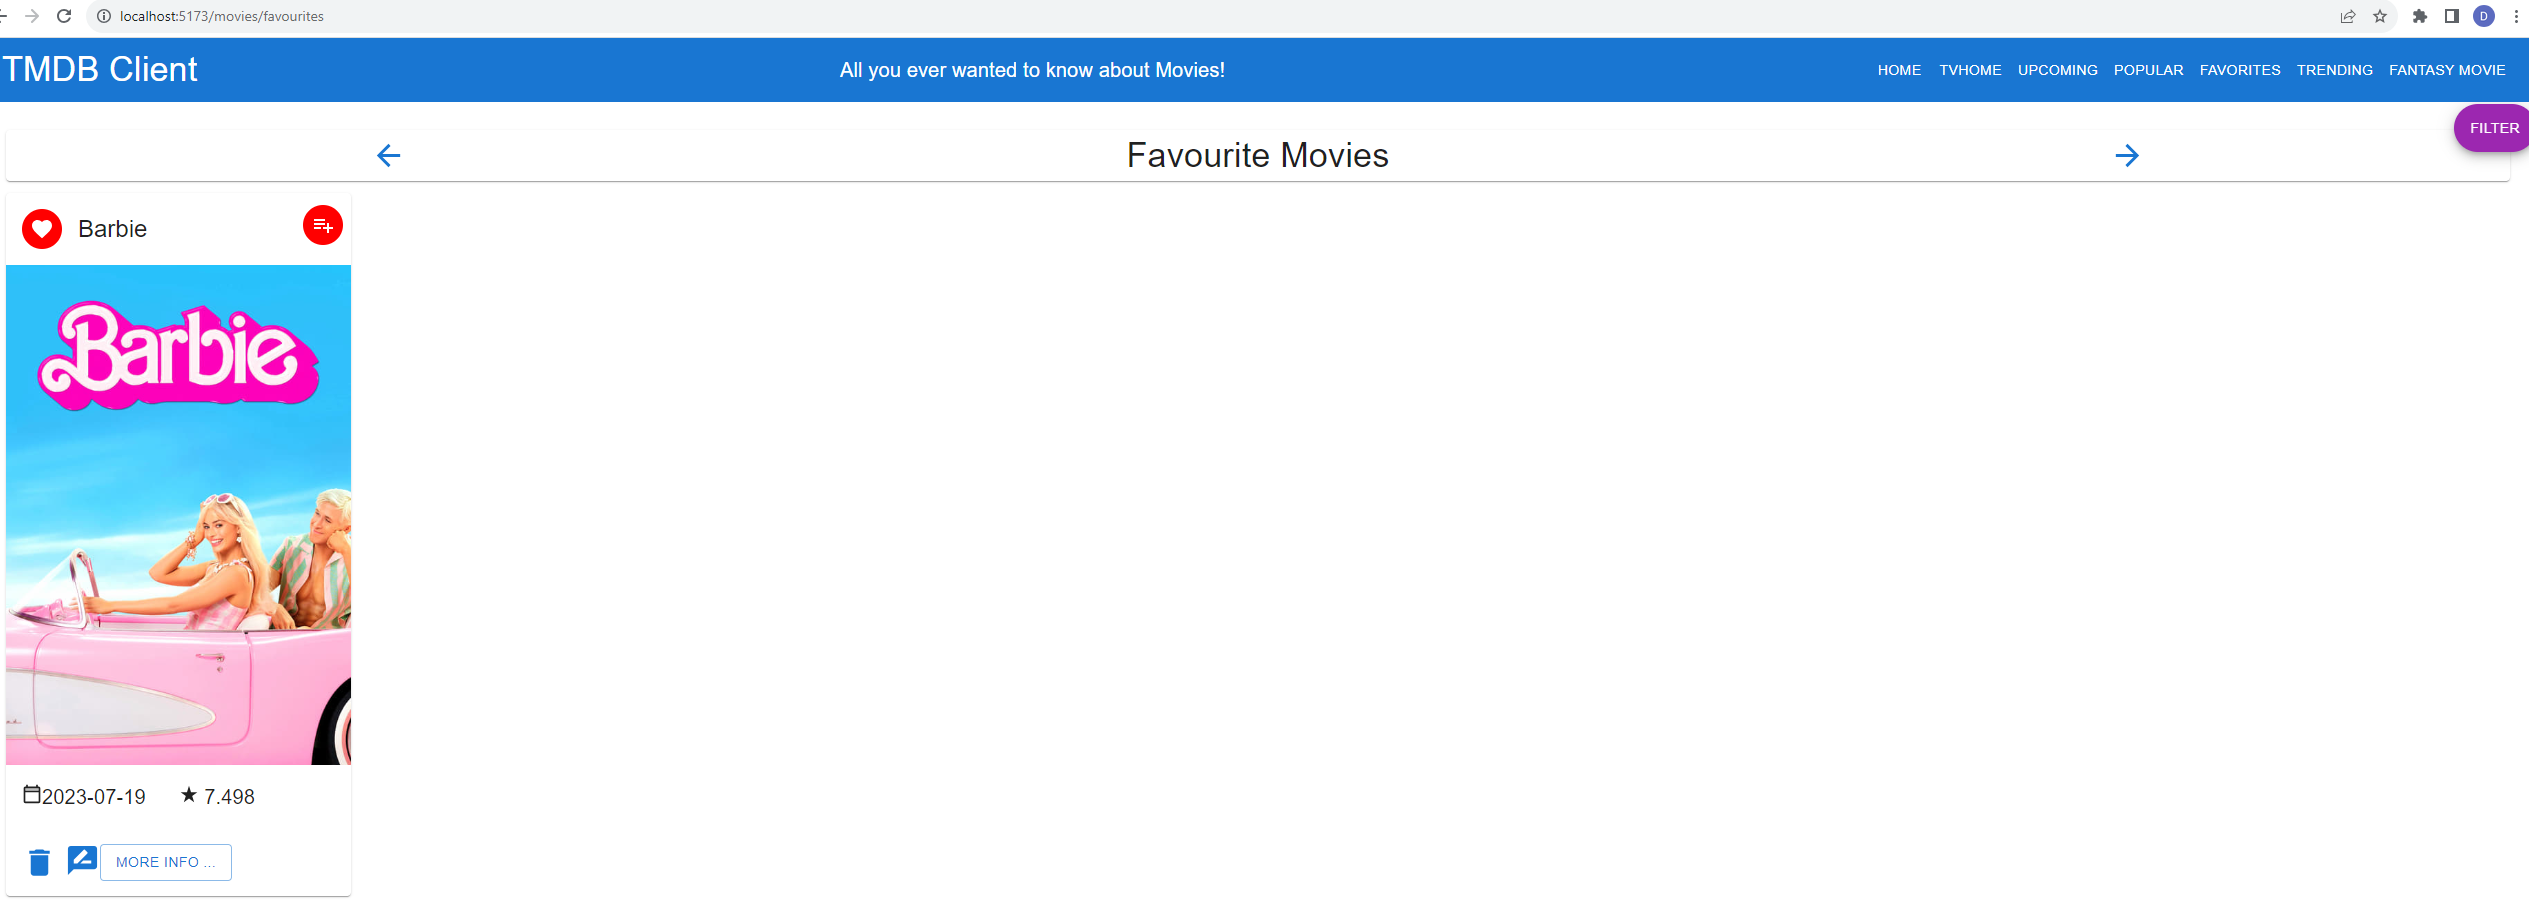 localhost:5173/movies/favourites
D
TMDB Client
All you ever wanted to know about Movies!
HOME TVHOME UPCOMING POPULAR FAVORITES TRENDING FANTASY MOVIE
FILTER
Favourite Movies
Barbie
Barbie
2023-07-19 7.498
MORE INFO ...